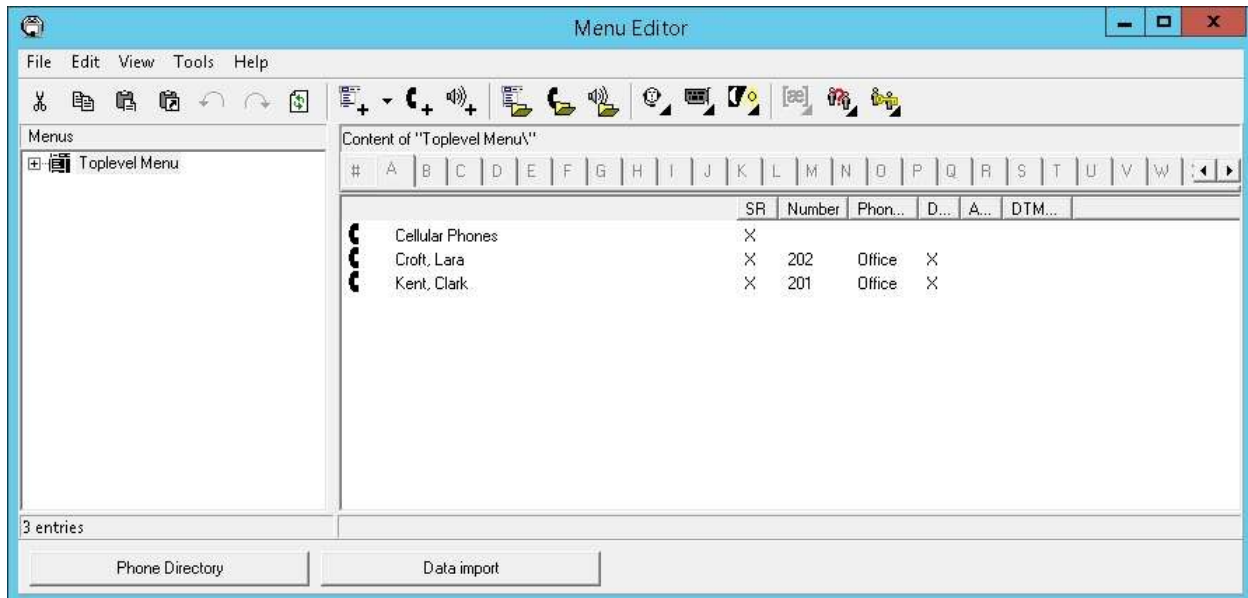 Menu Editor
File Edit View Tools Help
[æ]
Menus
Content of "Toplevel Menu\"
Toplevel Menu
# A B C D E F G H I J K L M N O P Q R S T U V W
SR Number Phon... D... A... DTM...
Cellular Phones X
Croft, Lara X 202 Office X
Kent, Clark X 201 Office X
3 entries
Phone Directory Data import